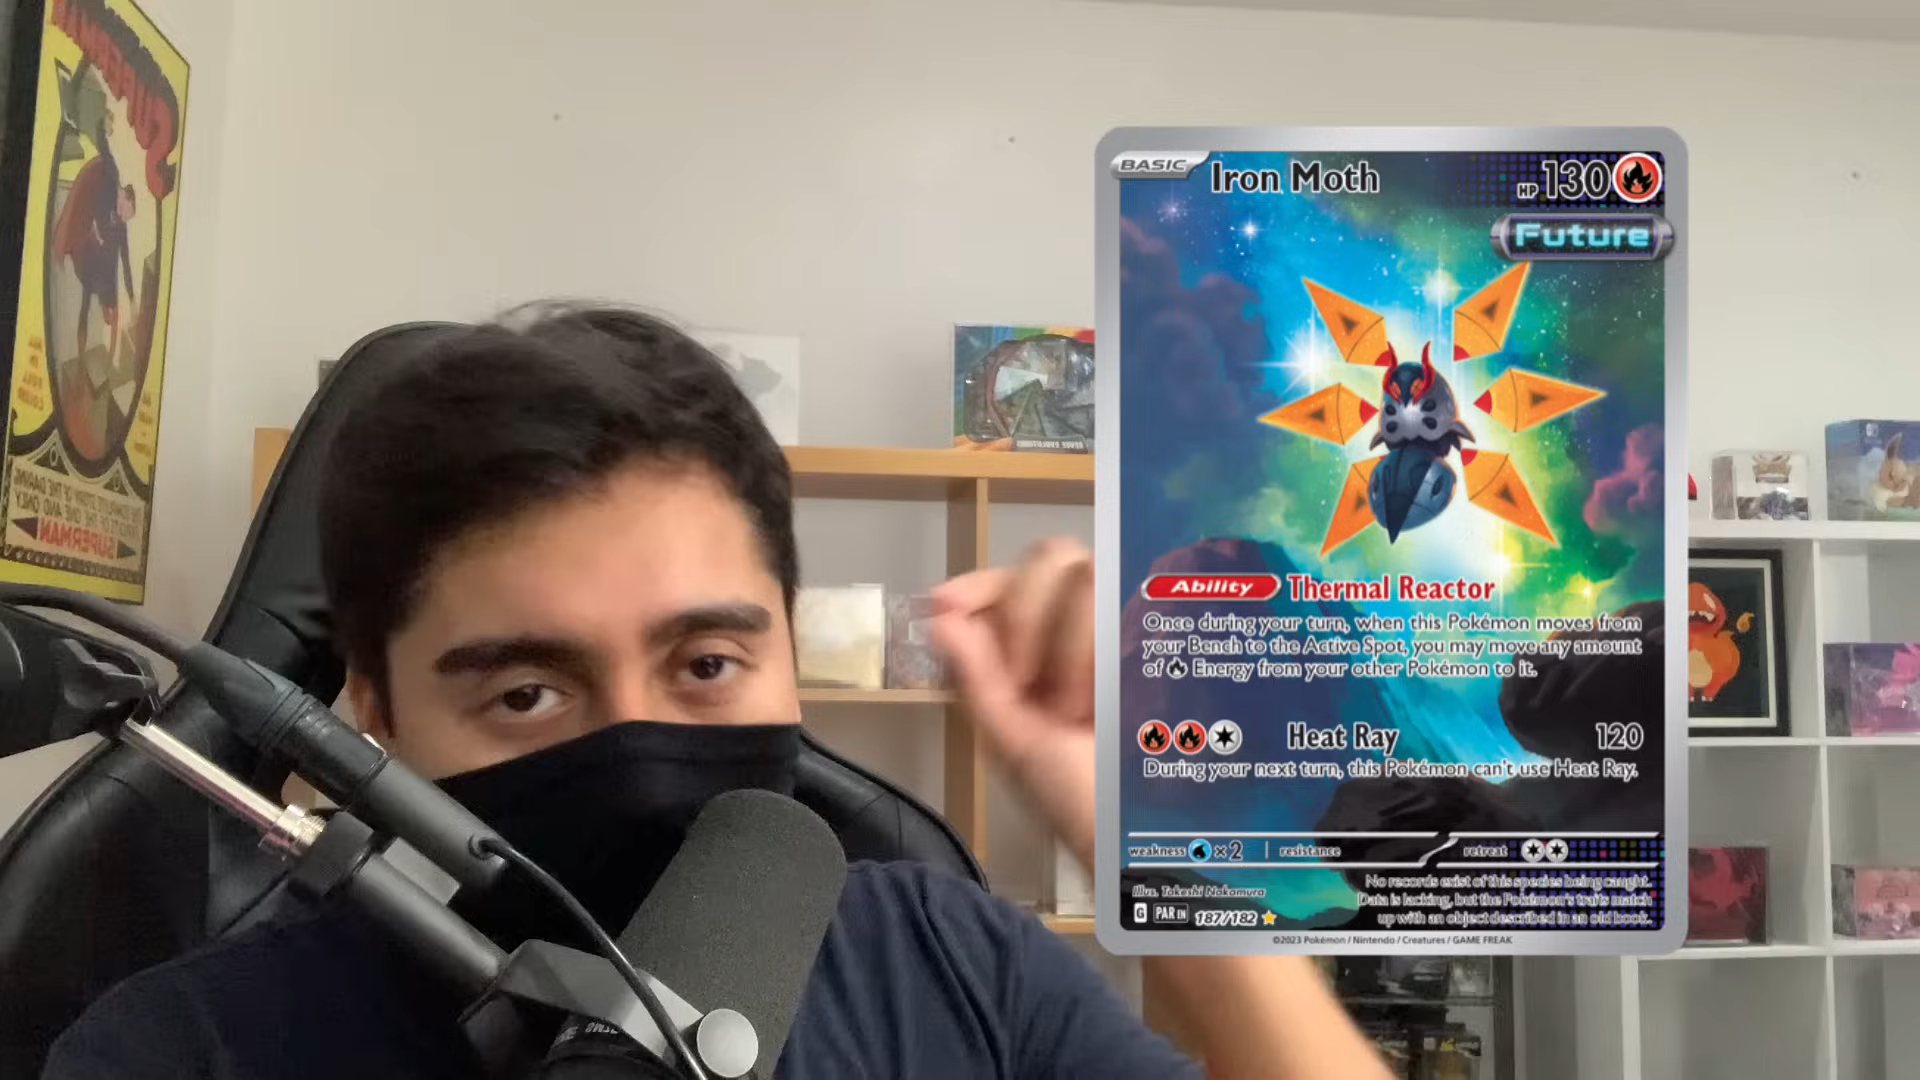 BASIC
Iron Moth
HP 130
Future
Ability Thermal Reactor
Once during your turn, when this Pokémon moves from
your Bench to the Active Spot, you may move any amount
of Energy from your other Pokémon to it.
Heat Ray 120
During your next turn, this Pokémon can't use Heat Ray.
weakness ×2 resistance retreat
Illus. Takeshi Nakamura
No records exist of this species being caught.
Data is lacking, but the Pokémon's traits match
up with an object described in an old book.
G PAR EN 187/182
©2023 Pokémon / Nintendo / Creatures / GAME FREAK
SUPERMAN